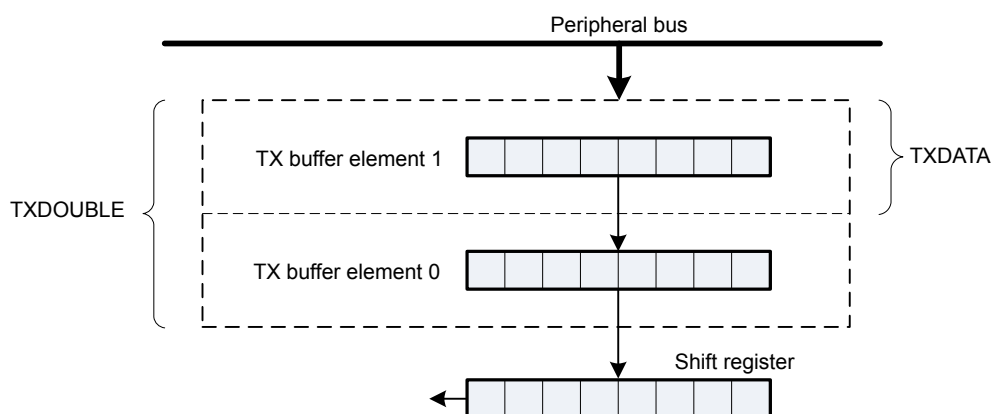 Peripheral bus
TX buffer element 1
TXDATA
TXDOUBLE
TX buffer element 0
Shift register